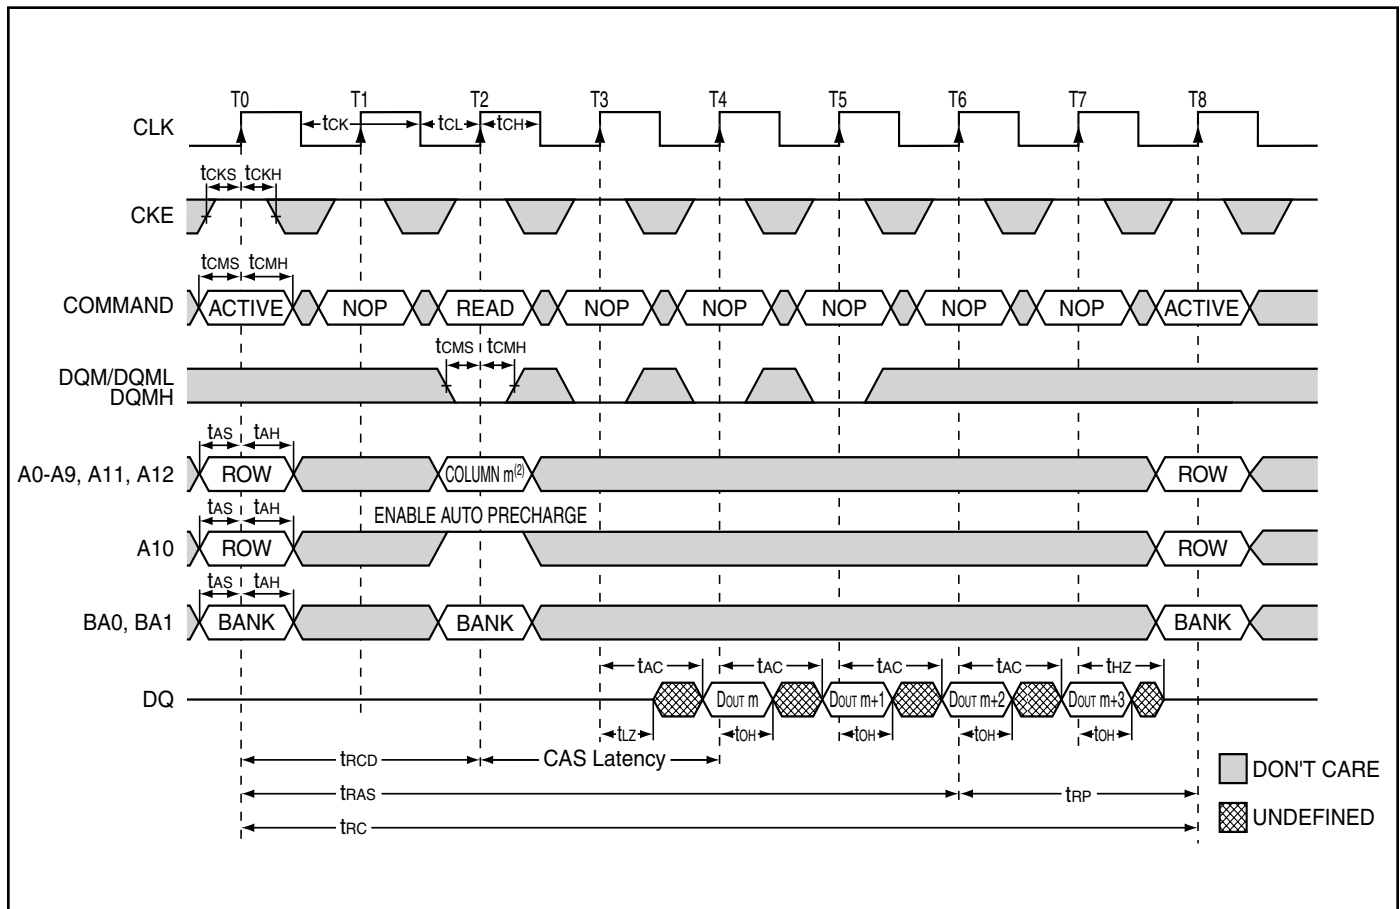 T0 T1 T2 T3 T4 T5 T6 T7 T8
CLK tCK tCL tCH
tCKS tCKH
CKE
tCMS tCMH
COMMAND ACTIVE NOP READ NOP NOP NOP NOP NOP ACTIVE
tCMS tCMH
DQM/DQML
DQMH
tAS tAH
A0-A9, A11, A12 ROW COLUMN m(2) ROW
tAS tAH ENABLE AUTO PRECHARGE
A10 ROW ROW
tAS tAH
BA0, BA1 BANK BANK BANK
tAC tAC tAC tAC tHZ
DQ DOUT m DOUT m+1 DOUT m+2 DOUT m+3
tLZ tOH tOH tOH tOH
tRCD CAS Latency
DON'T CARE
tRAS tRP
UNDEFINED
tRC